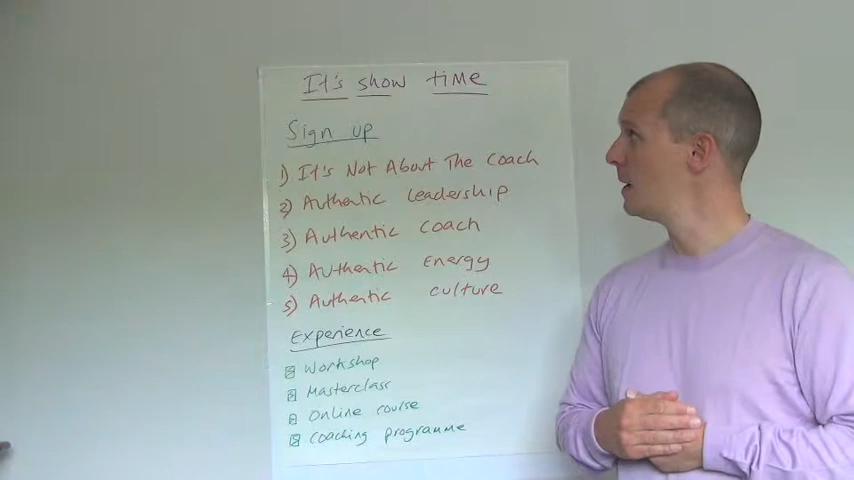 It's show time
Sign up
1) It's Not About The Coach
2) Authentic Leadership
3) Authentic Coach
4) Authentic Energy
5) Authentic culture
Experience
Workshop
Masterclass
Online course
Coaching programme